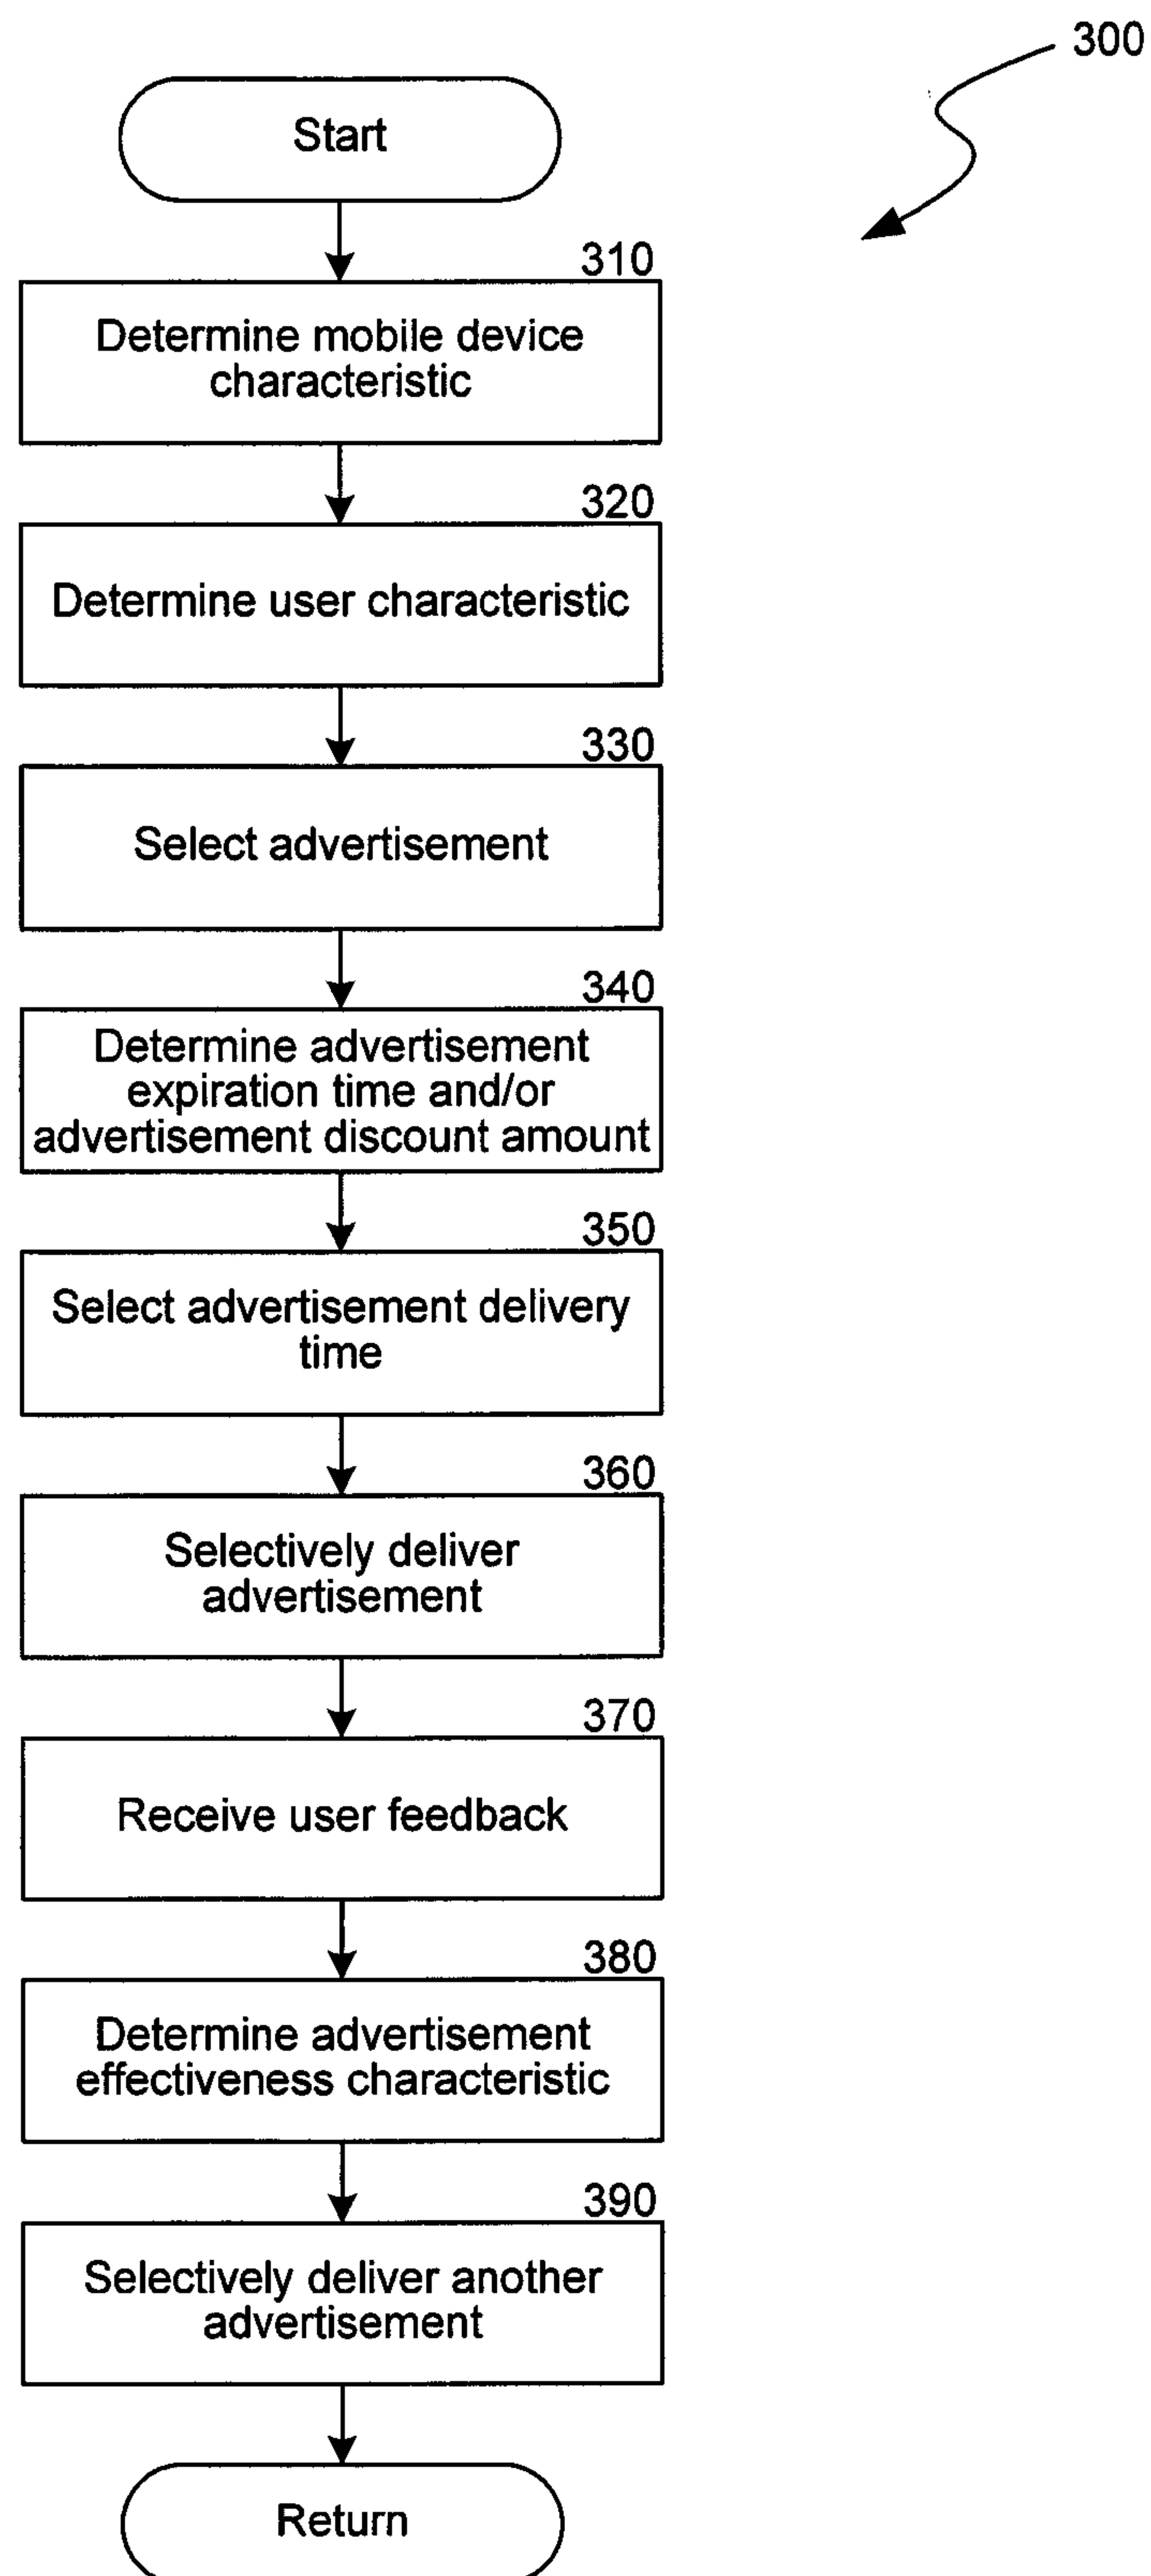 300
Start
310
Determine mobile device
characteristic
320
Determine user characteristic
330
Select advertisement
340
Determine advertisement
expiration time and/or
advertisement discount amount
350
Select advertisement delivery
time
360
Selectively deliver
advertisement
370
Receive user feedback
380
Determine advertisement
effectiveness characteristic
390
Selectively deliver another
advertisement
Return